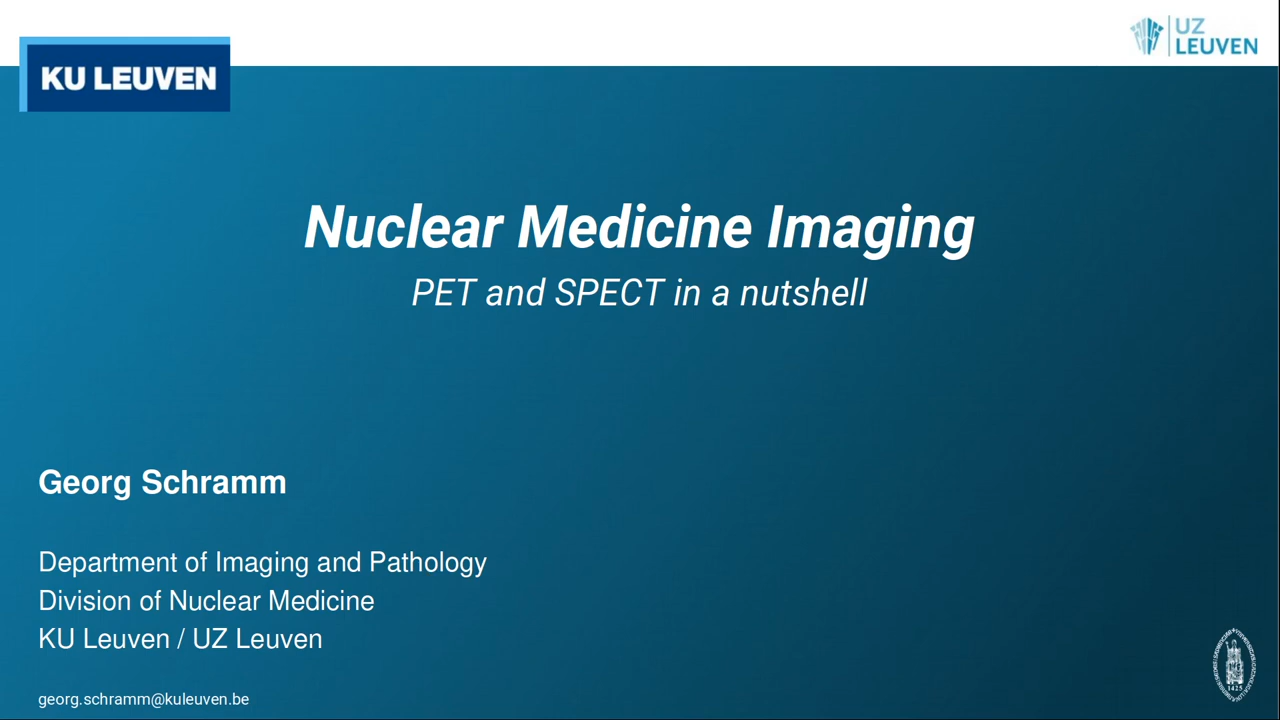 UZ
LEUVEN
KU LEUVEN
Nuclear Medicine Imaging
PET and SPECT in a nutshell
Georg Schramm
Department of Imaging and Pathology
Division of Nuclear Medicine
KU Leuven / UZ Leuven
georg.schramm@kuleuven.be
1425